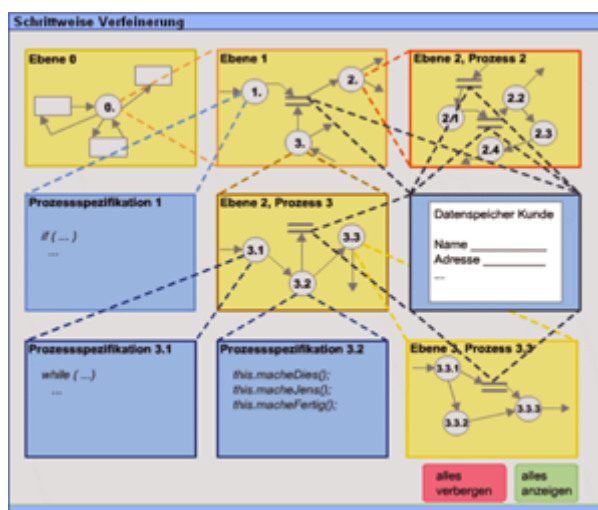 Schrittweise Verfeinerung
Ebene 0
0.
Ebene 1
1.
2.
3.
Ebene 2, Prozess 2
2/1
2.2
2.3
2.4
Prozessspezifikation 1
if ( ... )
...
Ebene 2, Prozess 3
3.1
3.2
3.3
Datenspeicher Kunde
Name
Adresse
...
Prozessspezifikation 3.1
while ( ...)
...
Prozessspezifikation 3.2
this.macheDies();
this.macheJens();
this.macheFertig();
Ebene 3, Prozess 3.3
3.3.1
3.3.2
3.3.3
alles
verbergen
alles
anzeigen